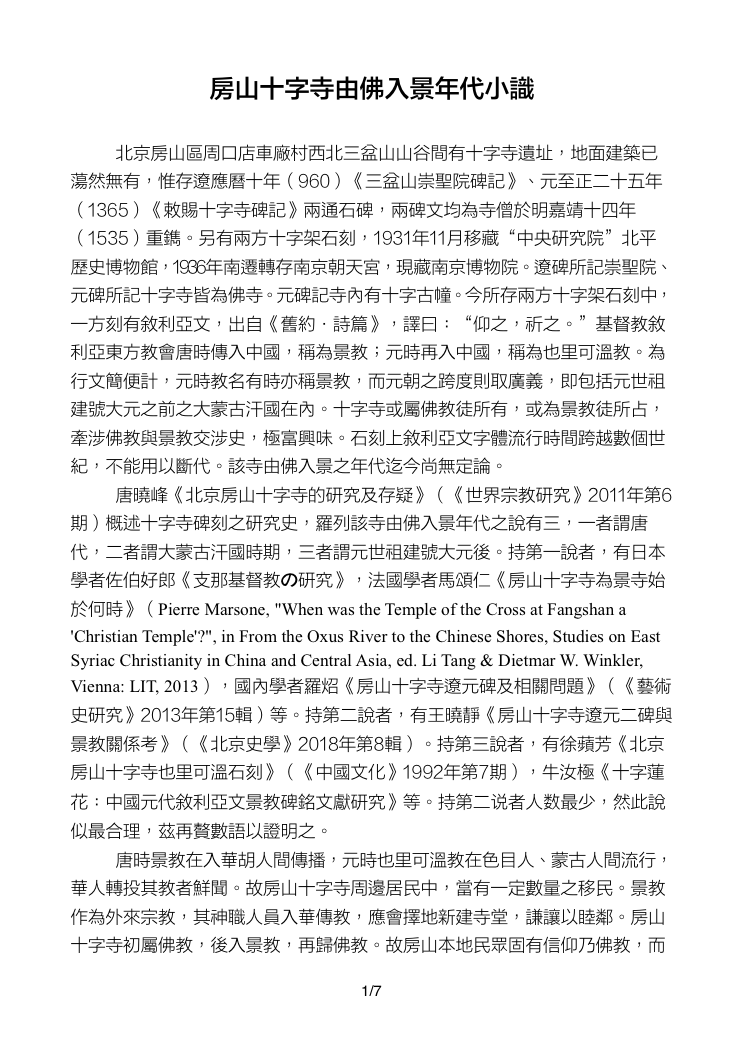 房山十字寺由佛入景年代小識
北京房山區周口店車廠村西北三盆山山谷間有十字寺遺址，地面建築已
蕩然無有，惟存遼應曆十年（960）《三盆山崇聖院碑記》、元至正二十五年
（1365）《敕賜十字寺碑記》兩通石碑，兩碑文均為寺僧於明嘉靖十四年
（1535）重鐫。另有兩方十字架石刻，1931年11月移藏“中央研究院”北平
歷史博物館，1936年南遷轉存南京朝天宮，現藏南京博物院。遼碑所記崇聖院、
元碑所記十字寺皆為佛寺。元碑記寺內有十字古幢。今所存兩方十字架石刻中，
一方刻有敘利亞文，出自《舊約．詩篇》，譯曰：“仰之，祈之。”基督教敘
利亞東方教會唐時傳入中國，稱為景教；元時再入中國，稱為也里可溫教。為
行文簡便計，元時教名有時亦稱景教，而元朝之跨度則取廣義，即包括元世祖
建號大元之前之大蒙古汗國在內。十字寺或屬佛教徒所有，或為景教徒所占，
牽涉佛教與景教交涉史，極富興味。石刻上敘利亞文字體流行時間跨越數個世
紀，不能用以斷代。該寺由佛入景之年代迄今尚無定論。
唐曉峰《北京房山十字寺的研究及存疑》（《世界宗教研究》2011年第6
期）概述十字寺碑刻之研究史，羅列該寺由佛入景年代之說有三，一者謂唐
代，二者謂大蒙古汗國時期，三者謂元世祖建號大元後。持第一說者，有日本
學者佐伯好郎《支那基督教の研究》，法國學者馬頌仁《房山十字寺為景寺始
於何時》（Pierre Marsone, "When was the Temple of the Cross at Fangshan a
'Christian Temple'?", in From the Oxus River to the Chinese Shores, Studies on East
Syriac Christianity in China and Central Asia, ed. Li Tang & Dietmar W. Winkler,
Vienna: LIT, 2013），國內學者羅炤《房山十字寺遼元碑及相關問題》（《藝術
史研究》2013年第15輯）等。持第二說者，有王曉靜《房山十字寺遼元二碑與
景教關係考》（《北京史學》2018年第8輯）。持第三說者，有徐蘋芳《北京
房山十字寺也里可溫石刻》（《中國文化》1992年第7期），牛汝極《十字蓮
花：中國元代敘利亞文景教碑銘文獻研究》等。持第二说者人数最少，然此說
似最合理，茲再贅數語以證明之。
唐時景教在入華胡人間傳播，元時也里可溫教在色目人、蒙古人間流行，
華人轉投其教者鮮聞。故房山十字寺周邊居民中，當有一定數量之移民。景教
作為外來宗教，其神職人員入華傳教，應會擇地新建寺堂，謙讓以睦鄰。房山
十字寺初屬佛教，後入景教，再歸佛教。故房山本地民眾固有信仰乃佛教，而
1/7